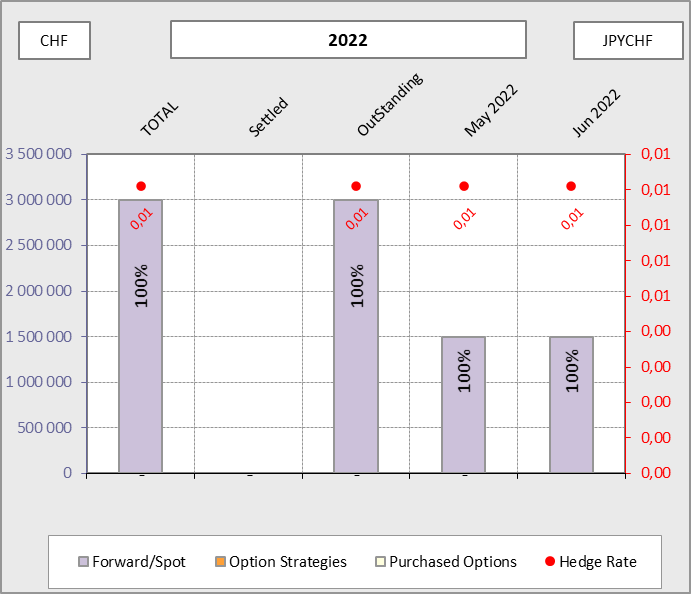 CHF
2022
JPYCHF
TOTAL
Settled
OutStanding
May 2022
Jun 2022
3 500 000
3 000 000
2 500 000
2 000 000
1 500 000
1 000 000
500 000
0
0,01
0,01
0,01
0,01
100%
100%
100%
100%
0,01
0,01
0,01
0,01
0,01
0,00
0,00
0,00
0,00
0,00
Forward/Spot
Option Strategies
Purchased Options
Hedge Rate